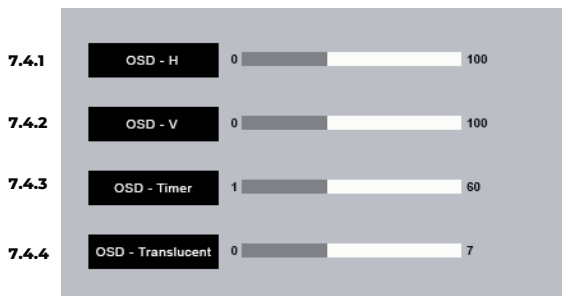 7.4.1 OSD - H 0 100
7.4.2 OSD - V 0 100
7.4.3 OSD - Timer 1 60
7.4.4 OSD - Translucent 0 7